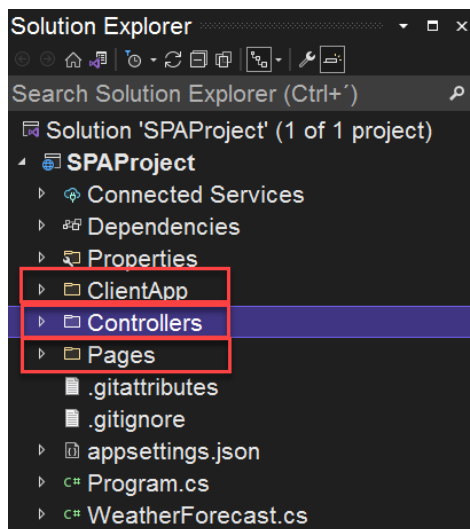 Solution Explorer
Search Solution Explorer (Ctrl+´)
Solution 'SPAProject' (1 of 1 project)
SPAProject
Connected Services
Dependencies
Properties
ClientApp
Controllers
Pages
.gitattributes
.gitignore
appsettings.json
C# Program.cs
C# WeatherForecast.cs